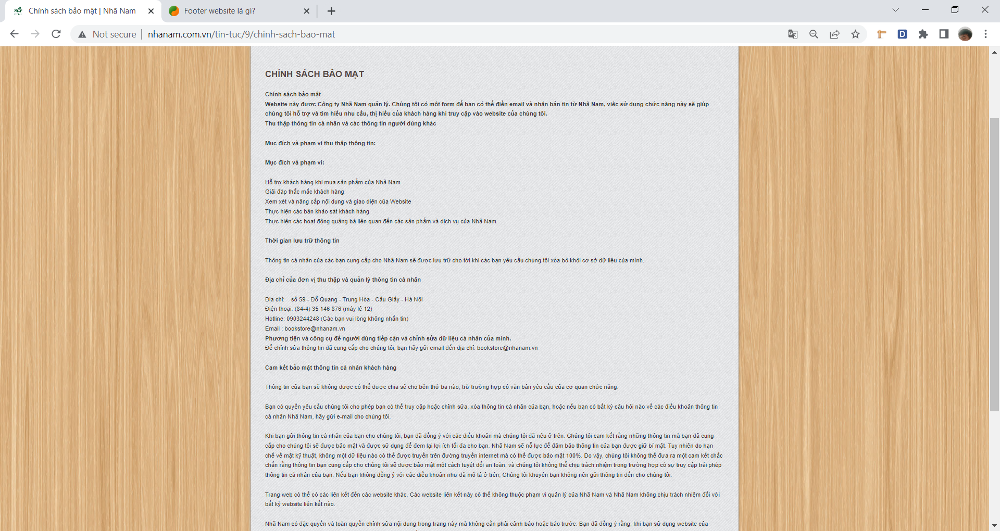 Chính sách bảo mật | Nhã Nam
Footer website là gì?
Not secure
nhanam.com.vn/tin-tuc/9/chinh-sach-bao-mat
CHÍNH SÁCH BẢO MẬT
Chính sách bảo mật
Website này được Công ty Nhã Nam quản lý. Chúng tôi có một form để bạn có thể điền email và nhận bản tin từ Nhã Nam, việc sử dụng chức năng này sẽ giúp
chúng tôi hỗ trợ và tìm hiểu nhu cầu, thị hiếu của khách hàng khi truy cập vào website của chúng tôi.
Thu thập thông tin cá nhân và các thông tin người dùng khác
Mục đích và phạm vi thu thập thông tin:
Mục đích và phạm vi:
Hỗ trợ khách hàng khi mua sản phẩm của Nhã Nam
Giải đáp thắc mắc khách hàng
Xem xét và nâng cấp nội dung và giao diện của Website
Thực hiện các bản khảo sát khách hàng
Thực hiện các hoạt động quảng bá liên quan đến các sản phẩm và dịch vụ của Nhã Nam.
Thời gian lưu trữ thông tin
Thông tin cá nhân của các bạn cung cấp cho Nhã Nam sẽ được lưu trữ cho tới khi các bạn yêu cầu chúng tôi xóa bỏ khỏi cơ sở dữ liệu của mình.
Địa chỉ của đơn vị thu thập và quản lý thông tin cá nhân
Địa chỉ: số 59 - Đỗ Quang - Trung Hòa - Cầu Giấy - Hà Nội
Điện thoại: (84-4) 35 146 876 (máy lẻ 12)
Hotline: 0903244248 (Các bạn vui lòng không nhắn tin)
Email : bookstore@nhanam.vn
Phương tiện và công cụ để người dùng tiếp cận và chỉnh sửa dữ liệu cá nhân của mình.
Để chỉnh sửa thông tin đã cung cấp cho chúng tôi, bạn hãy gửi email đến địa chỉ: bookstore@nhanam.vn
Cam kết bảo mật thông tin cá nhân khách hàng
Thông tin của bạn sẽ không được có thể được chia sẻ cho bên thứ ba nào, trừ trường hợp có văn bản yêu cầu của cơ quan chức năng.
Bạn có quyền yêu cầu chúng tôi cho phép bạn có thể truy cập hoặc chỉnh sửa, xóa thông tin cá nhân của bạn, hoặc nếu bạn có bất kỳ câu hỏi nào về các điều khoản thông tin
cá nhân Nhã Nam, hãy gửi e-mail cho chúng tôi.
Khi bạn gửi thông tin cá nhân của bạn cho chúng tôi, bạn đã đồng ý với các điều khoản mà chúng tôi đã nêu ở trên. Chúng tôi cam kết rằng những thông tin mà bạn đã cung
cấp cho chúng tôi sẽ được bảo mật và được sử dụng để đem lại lợi ích tối đa cho bạn. Nhã Nam sẽ nỗ lực để đảm bảo thông tin của bạn được giữ bí mật. Tuy nhiên do hạn
chế về mặt kỹ thuật, không một dữ liệu nào có thể được truyền trên đường truyền internet mà có thể được bảo mật 100%. Do vậy, chúng tôi không thể đưa ra một cam kết chắc
chắn rằng thông tin bạn cung cấp cho chúng tôi sẽ được bảo mật một cách tuyệt đối an toàn, và chúng tôi không thể chịu trách nhiệm trong trường hợp có sự truy cập trái phép
thông tin cá nhân của bạn. Nếu bạn không đồng ý với các điều khoản như đã mô tả ở trên, Chúng tôi khuyên bạn không nên gửi thông tin đến cho chúng tôi.
Trang web có thể có các liên kết đến các website khác. Các website liên kết này có thể không thuộc phạm vi quản lý của Nhã Nam và Nhã Nam không chịu trách nhiệm đối với
bất kỳ website liên kết nào.
Nhã Nam có đặc quyền và toàn quyền chỉnh sửa nội dung trong trang này mà không cần phải cảnh báo hoặc báo trước. Bạn đã đồng ý rằng, khi bạn sử dụng website của